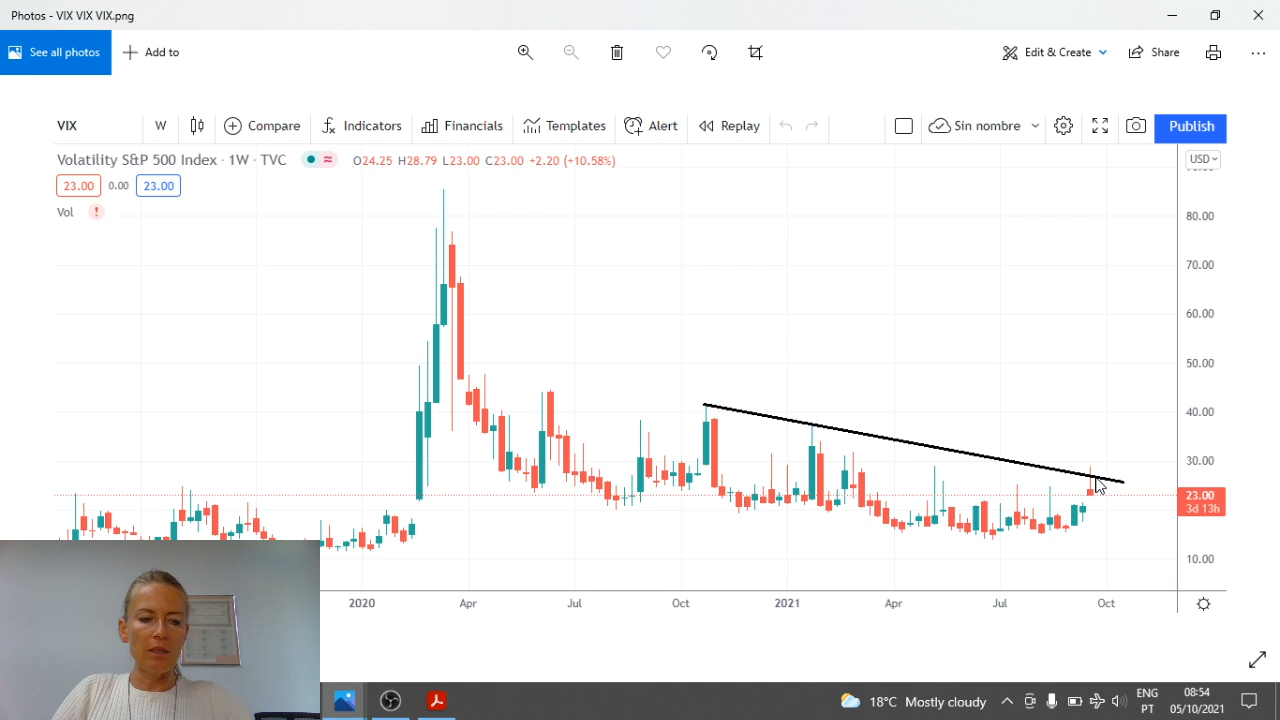 Photos - VIX VIX VIX.png
See all photos
Add to
Edit & Create
Share
VIX
W
Compare
Indicators
Financials
Templates
Alert
Replay
Sin nombre
Publish
Volatility S&P 500 Index · 1W · TVC
O24.25 H28.79 L23.00 C23.00 +2.20 (+10.58%)
USD
23.00 0.00 23.00
Vol
80.00
70.00
60.00
50.00
40.00
30.00
23.00
3d 13h
10.00
2020
Apr
Jul
Oct
2021
Apr
Jul
Oct
18°C Mostly cloudy
ENG
PT
08:54
05/10/2021